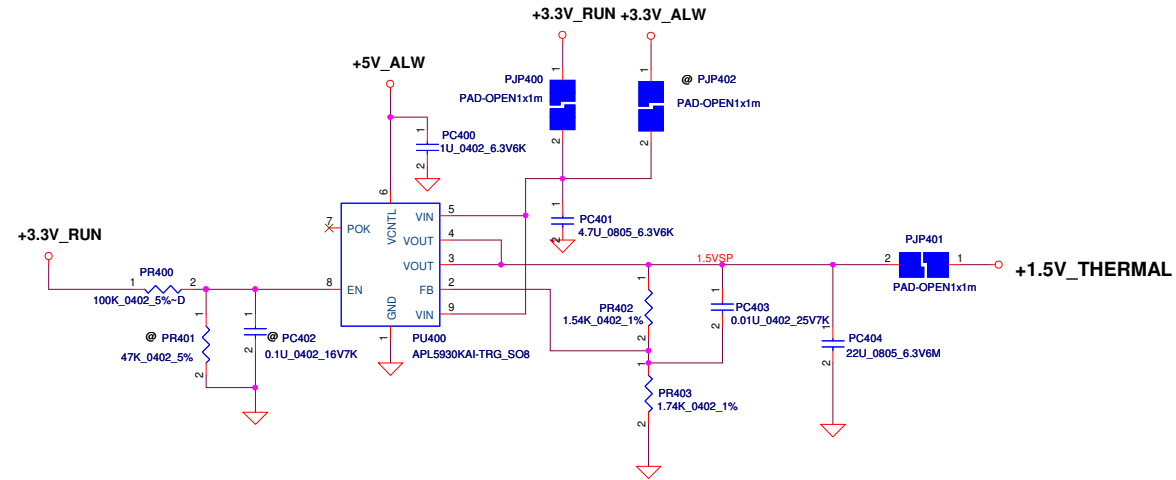 +3.3V_RUN
+3.3V_ALW
+5V_ALW
1
PJP400
PAD-OPEN1x1m
2
1
@ PJP402
PAD-OPEN1x1m
2
1
PC400
1U_0402_6.3V6K
2
6
7
POK
VCNTL
VIN
5
VOUT
4
VOUT
3
FB
2
VIN
9
EN
8
GND
1
PU400
APL5930KAI-TRG_SO8
1
PC401
4.7U_0805_6.3V6K
2
+3.3V_RUN
PR400
1
2
100K_0402_5%~D
1
@ PR401
47K_0402_5%
2
1
@ PC402
0.1U_0402_16V7K
2
1.5VSP
1
PR402
1.54K_0402_1%
2
1
PC403
0.01U_0402_25V7K
2
1
PR403
1.74K_0402_1%
2
1
PC404
22U_0805_6.3V6M
2
PJP401
2
1
PAD-OPEN1x1m
+1.5V_THERMAL